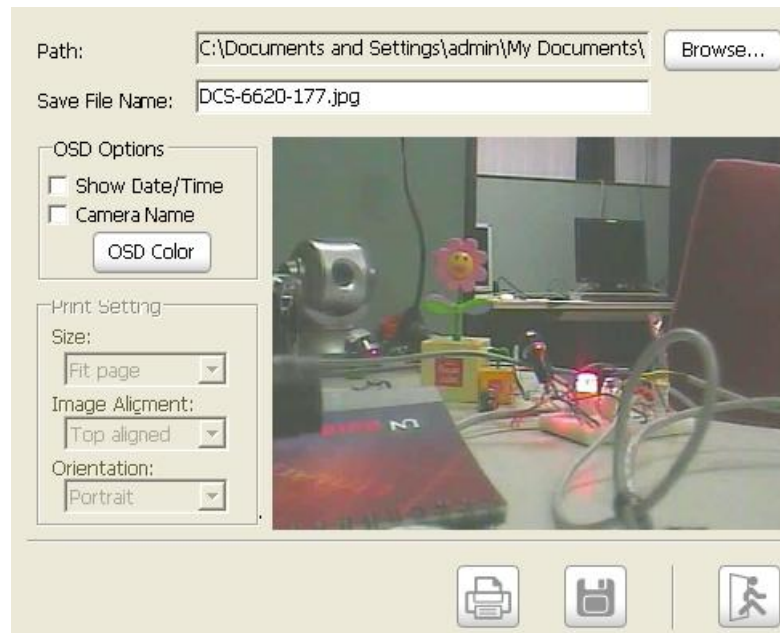 Path:
C:\Documents and Settings\admin\My Documents\
Browse...
Save File Name:
DCS-6620-177.jpg
OSD Options
Show Date/Time
Camera Name
OSD Color
Print Setting
Size:
Fit page
Image Aligment:
Top aligned
Orientation:
Portrait